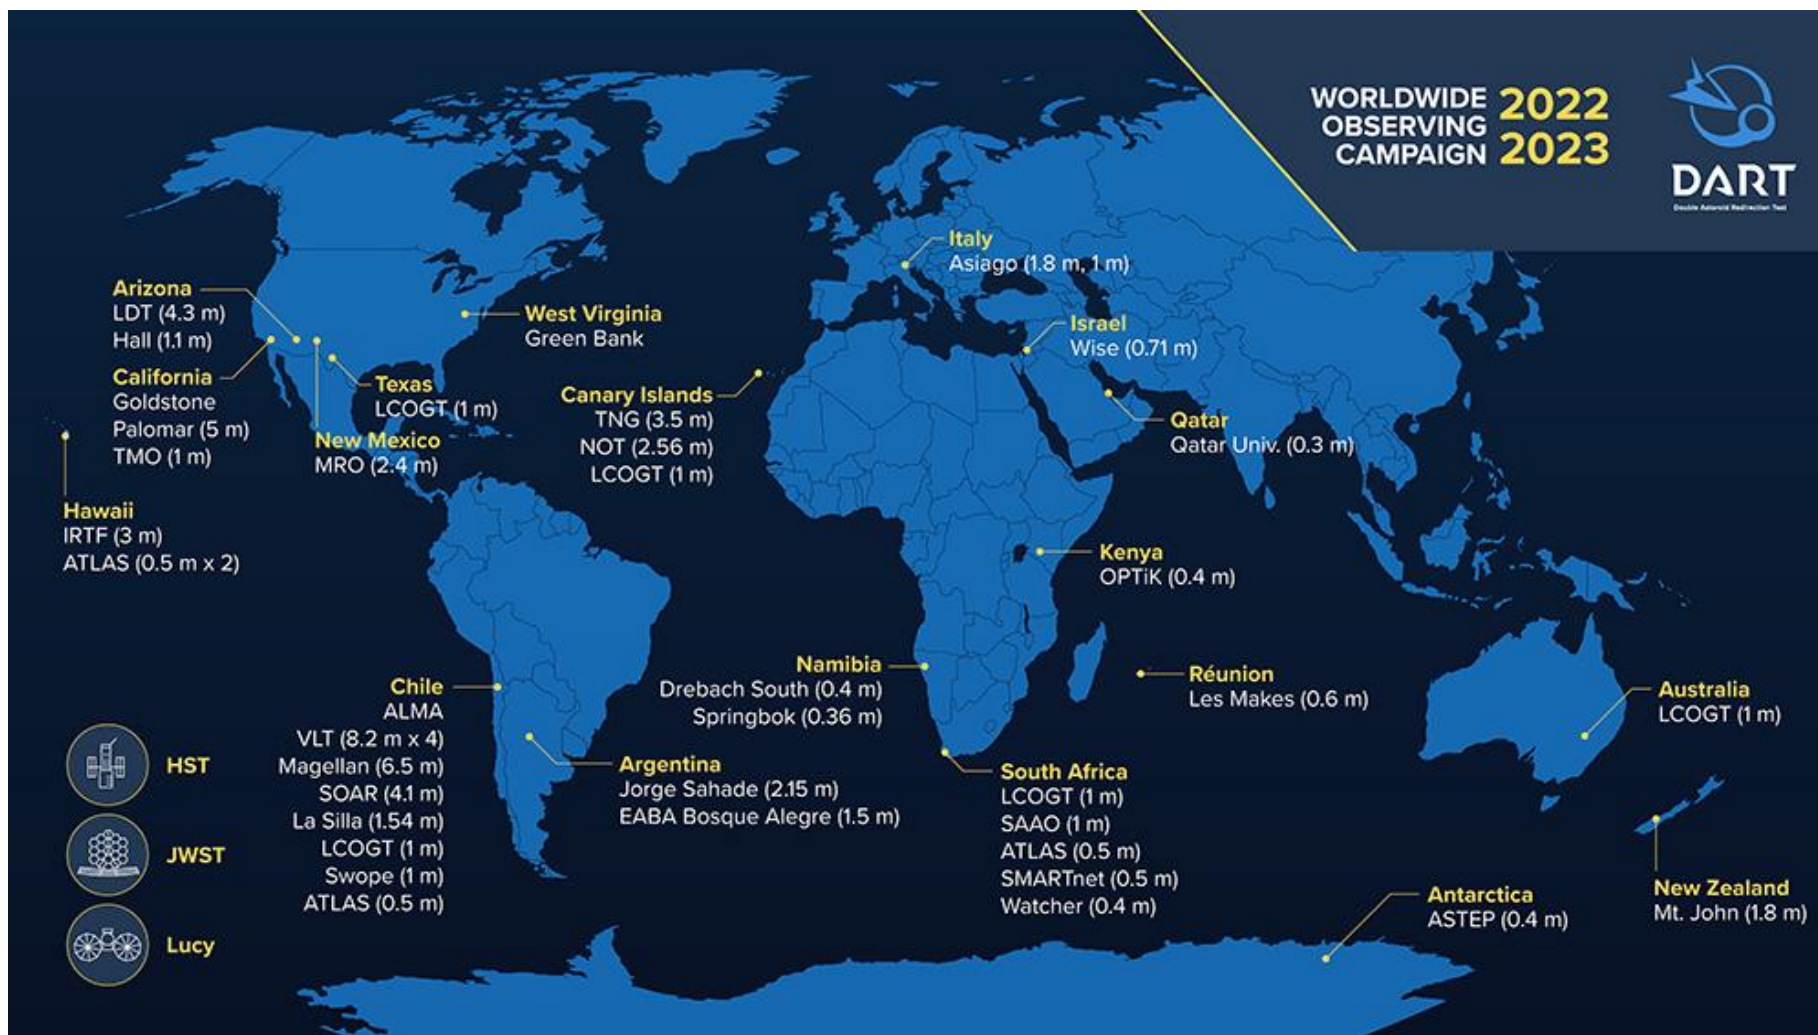 WORLDWIDE
OBSERVING
CAMPAIGN
2022
2023
DART
Double Asteroid Redirection Test
Arizona
LDT (4.3 m)
Hall (1.1 m)
California
Goldstone
Palomar (5 m)
TMO (1 m)
Hawaii
IRTF (3 m)
ATLAS (0.5 m x 2)
Texas
LCOGT (1 m)
New Mexico
MRO (2.4 m)
West Virginia
Green Bank
Canary Islands
TNG (3.5 m)
NOT (2.56 m)
LCOGT (1 m)
Italy
Asiago (1.8 m, 1 m)
Israel
Wise (0.71 m)
Qatar
Qatar Univ. (0.3 m)
Kenya
OPTiK (0.4 m)
Namibia
Drebach South (0.4 m)
Springbok (0.36 m)
Réunion
Les Makes (0.6 m)
Chile
ALMA
VLT (8.2 m x 4)
Magellan (6.5 m)
SOAR (4.1 m)
La Silla (1.54 m)
LCOGT (1 m)
Swope (1 m)
ATLAS (0.5 m)
Argentina
Jorge Sahade (2.15 m)
EABA Bosque Alegre (1.5 m)
South Africa
LCOGT (1 m)
SAAO (1 m)
ATLAS (0.5 m)
SMARTnet (0.5 m)
Watcher (0.4 m)
Australia
LCOGT (1 m)
New Zealand
Mt. John (1.8 m)
Antarctica
ASTEP (0.4 m)
HST
JWST
Lucy